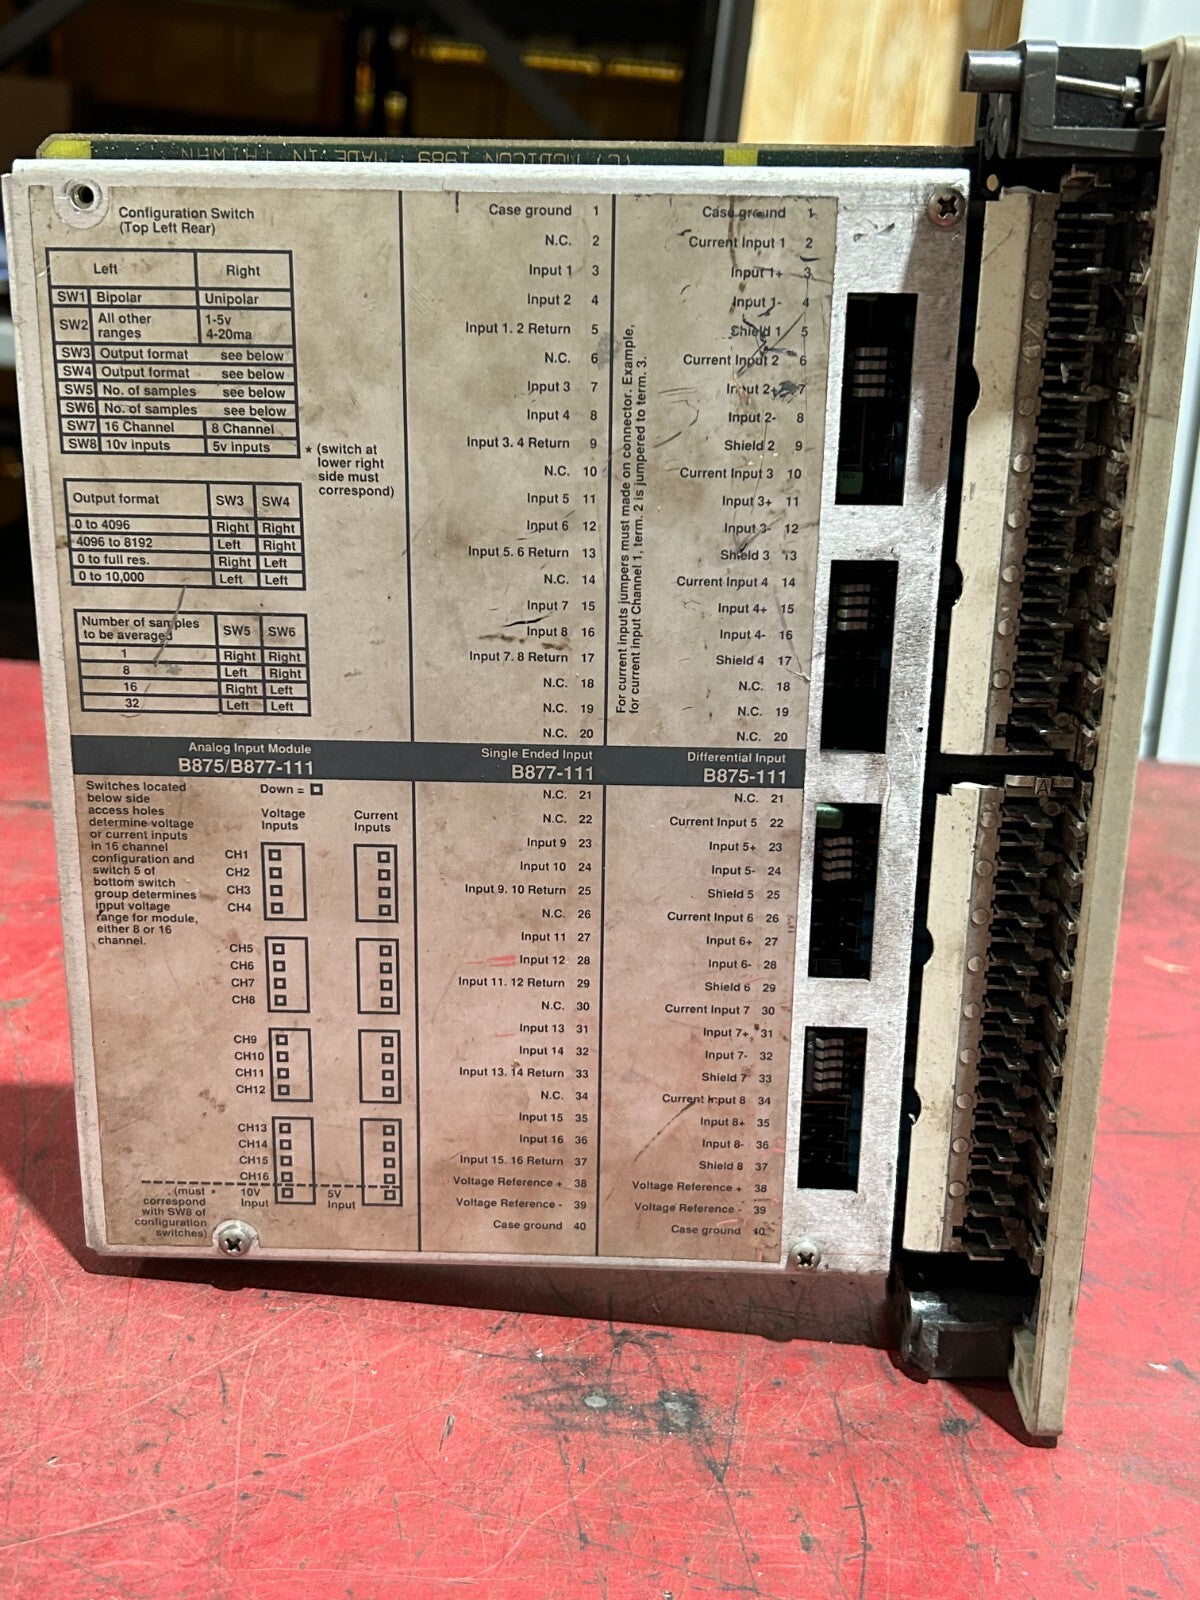 (C) MODICON 1989 MADE IN TAIWAN
Configuration Switch
(Top Left Rear)
Left Right
SW1 Bipolar Unipolar
SW2 All other ranges 1-5v 4-20ma
SW3 Output format see below
SW4 Output format see below
SW5 No. of samples see below
SW6 No. of samples see below
SW7 16 Channel 8 Channel
SW8 10v inputs 5v inputs
* (switch at
lower right
side must
correspond)
Output format SW3 SW4
0 to 4096 Right Right
4096 to 8192 Left Right
0 to full res. Right Left
0 to 10,000 Left Left
Number of samples
to be averaged SW5 SW6
1 Right Right
8 Left Right
16 Right Left
32 Left Left
Case ground 1
N.C. 2
Input 1 3
Input 2 4
Input 1. 2 Return 5
N.C. 6
Input 3 7
Input 4 8
Input 3. 4 Return 9
N.C. 10
Input 5 11
Input 6 12
Input 5. 6 Return 13
N.C. 14
Input 7 15
Input 8 16
Input 7. 8 Return 17
N.C. 18
N.C. 19
N.C. 20
For current inputs jumpers must made on connector. Example,
for current input Channel 1, term. 2 is jumpered to term. 3.
Case ground 1
Current Input 1 2
Input 1+ 3
Input 1- 4
Shield 1 5
Current Input 2 6
Input 2+ 7
Input 2- 8
Shield 2 9
Current Input 3 10
Input 3+ 11
Input 3- 12
Shield 3 13
Current Input 4 14
Input 4+ 15
Input 4- 16
Shield 4 17
N.C. 18
N.C. 19
N.C. 20
Analog Input Module
B875/B877-111
Single Ended Input
B877-111
Differential Input
B875-111
Switches located
below side
access holes
determine voltage
or current inputs
in 16 channel
configuration and
switch 5 of
bottom switch
group determines
input voltage
range for module,
either 8 or 16
channel.
Down =
Voltage Inputs
Current Inputs
CH1
CH2
CH3
CH4
CH5
CH6
CH7
CH8
CH9
CH10
CH11
CH12
CH13
CH14
CH15
CH16
(must *
correspond
with SW8 of
configuration
switches)
10V Input
5V Input
N.C. 21
N.C. 22
Input 9 23
Input 10 24
Input 9. 10 Return 25
N.C. 26
Input 11 27
Input 12 28
Input 11. 12 Return 29
N.C. 30
Input 13 31
Input 14 32
Input 13. 14 Return 33
N.C. 34
Input 15 35
Input 16 36
Input 15. 16 Return 37
Voltage Reference + 38
Voltage Reference - 39
Case ground 40
N.C. 21
Current Input 5 22
Input 5+ 23
Input 5- 24
Shield 5 25
Current Input 6 26
Input 6+ 27
Input 6- 28
Shield 6 29
Current Input 7 30
Input 7+ 31
Input 7- 32
Shield 7 33
Current Input 8 34
Input 8+ 35
Input 8- 36
Shield 8 37
Voltage Reference + 38
Voltage Reference - 39
Case ground 40
A